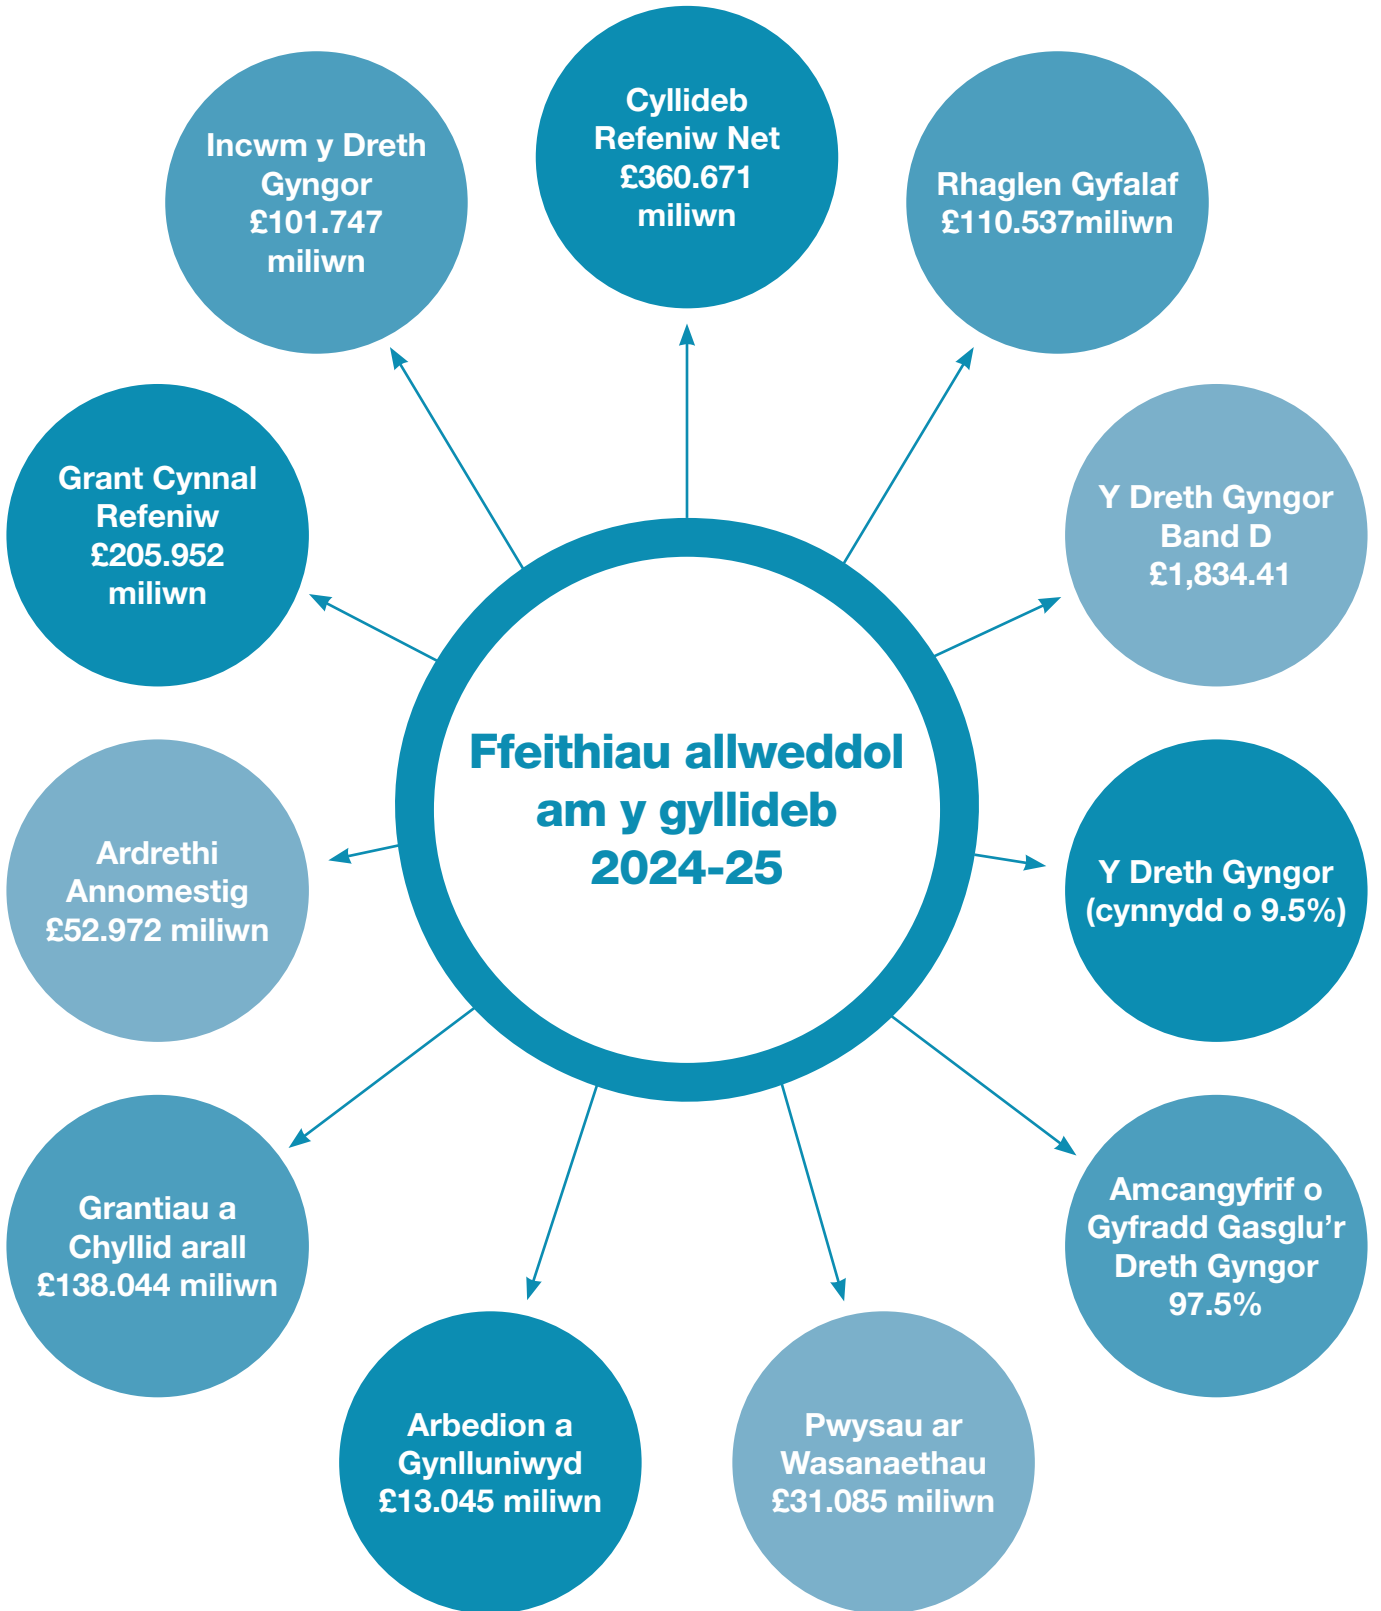 Cyllideb
Refeniw Net
£360.671
miliwn
Rhaglen Gyfalaf
£110.537miliwn
Y Dreth Gyngor
Band D
£1,834.41
Y Dreth Gyngor
(cynnydd o 9.5%)
Amcangyfrif o
Gyfradd Gasglu’r
Dreth Gyngor
97.5%
Pwysau ar
Wasanaethau
£31.085 miliwn
Arbedion a
Gynlluniwyd
£13.045 miliwn
Grantiau a
Chyllid arall
£138.044 miliwn
Ardrethi
Annomestig
£52.972 miliwn
Grant Cynnal
Refeniw
£205.952
miliwn
Incwm y Dreth
Gyngor
£101.747
miliwn
Ffeithiau allweddol
am y gyllideb
2024-25